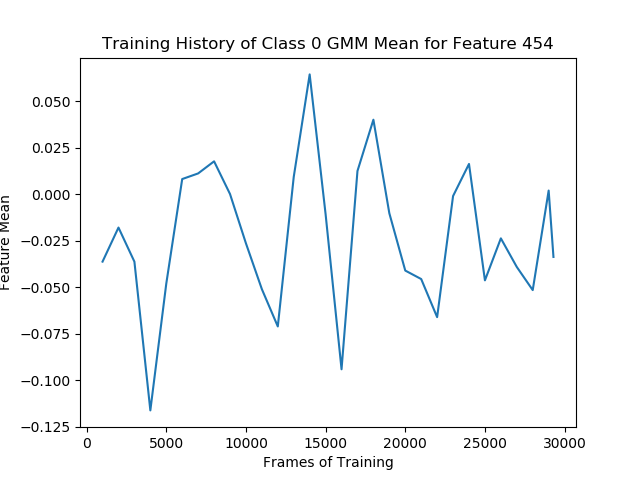 Training History of Class 0 GMM Mean for Feature 454
0.050
0.025
0.000
−0.025
−0.050
−0.075
−0.100
−0.125
Feature Mean
0 5000 10000 15000 20000 25000 30000
Frames of Training